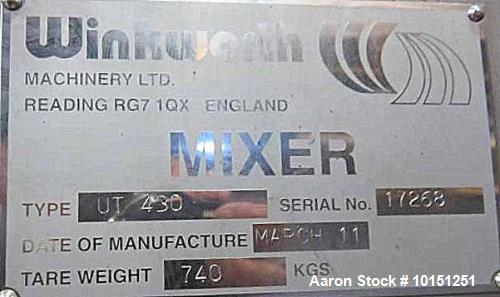 Winkworth
MACHINERY LTD.
READING RG7 1QX ENGLAND
MIXER
TYPE UT 430 SERIAL No. 17268
DATE OF MANUFACTURE MARCH 11
TARE WEIGHT 740 KGS
Aaron Stock # 10151251